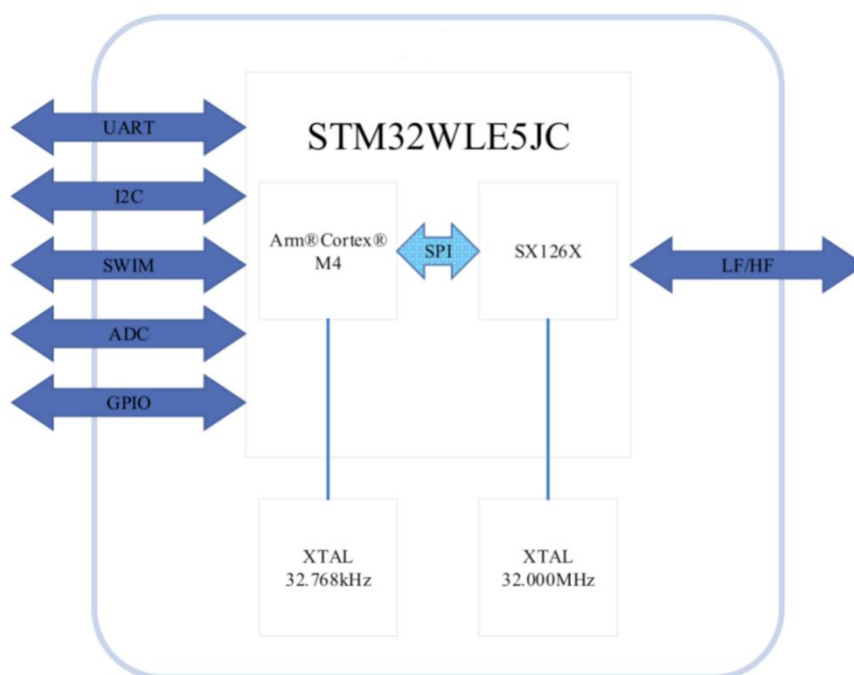 STM32WLE5JC
UART
I2C
SWIM
ADC
GPIO
Arm®Cortex®
M4
SPI
SX126X
LF/HF
XTAL
32.768kHz
XTAL
32.000MHz